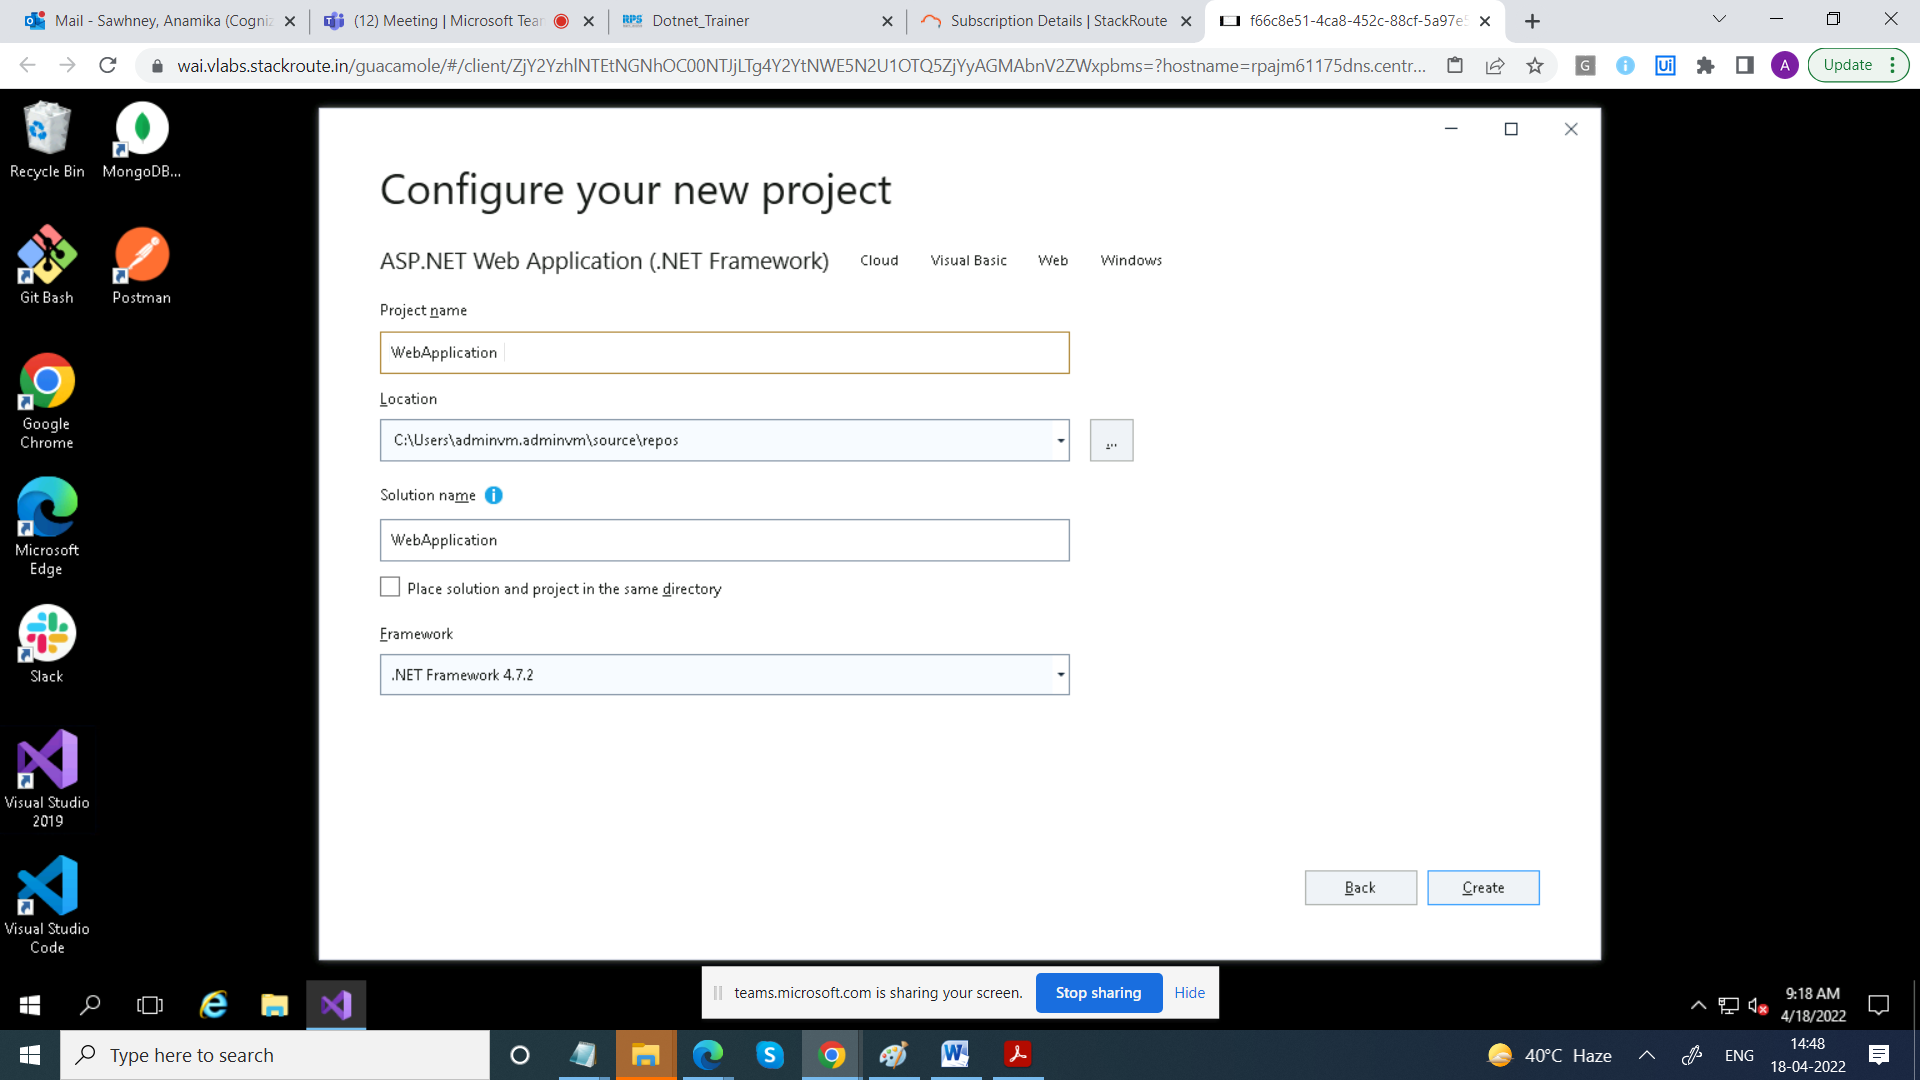 Mail - Sawhney, Anamika (Cogniz
(12) Meeting | Microsoft Tear
RPS
Dotnet_Trainer
Subscription Details | StackRoute
f66c8e51-4ca8-452c-88cf-5a97e5
wai.vlabs.stackroute.in/guacamole/#/client/ZjY2YzhlNTEtNGNhOC00NTJjLTg4Y2YtNWE5N2U1OTQ5ZjYyAGMAbnV2ZWxpbms=?hostname=rpajm61175dns.centr...
G
Ui
A
Update
Recycle Bin
MongoDB...
Git Bash
Postman
Google
Chrome
Microsoft
Edge
Slack
Visual Studio
2019
Visual Studio
Code
Configure your new project
ASP.NET Web Application (.NET Framework)
Cloud
Visual Basic
Web
Windows
Project name
WebApplication
Location
C:\Users\adminvm.adminvm\source\repos
...
Solution name
WebApplication
Place solution and project in the same directory
Framework
.NET Framework 4.7.2
Back
Create
teams.microsoft.com is sharing your screen.
Stop sharing
Hide
9:18 AM
4/18/2022
Type here to search
40°C Haze
ENG
14:48
18-04-2022